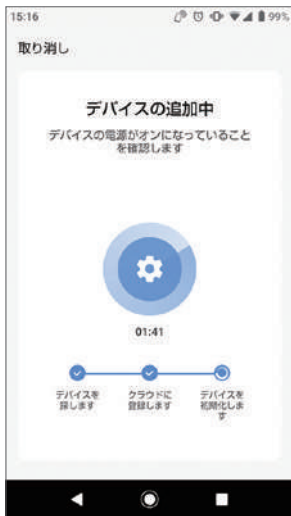 15:16
99%
取り消し
デバイスの追加中
デバイスの電源がオンになっていること
を確認します
01:41
デバイスを
探します
クラウドに
登録します
デバイスを
初期化しま
す